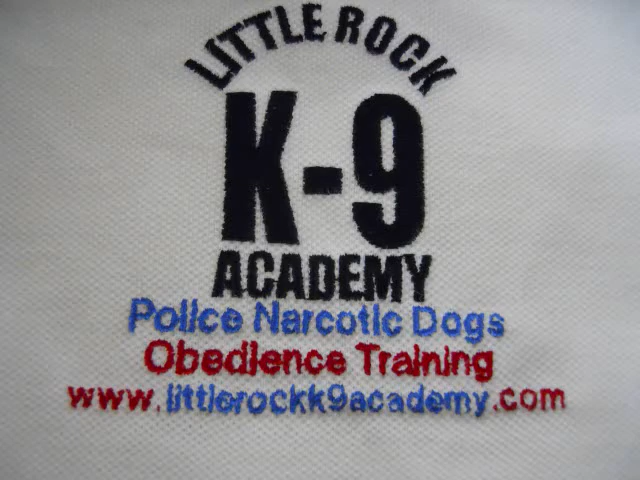 LITTLE ROCK
K-9
ACADEMY
Police Narcotic Dogs
Obedience Training
www.littlerockk9academy.com